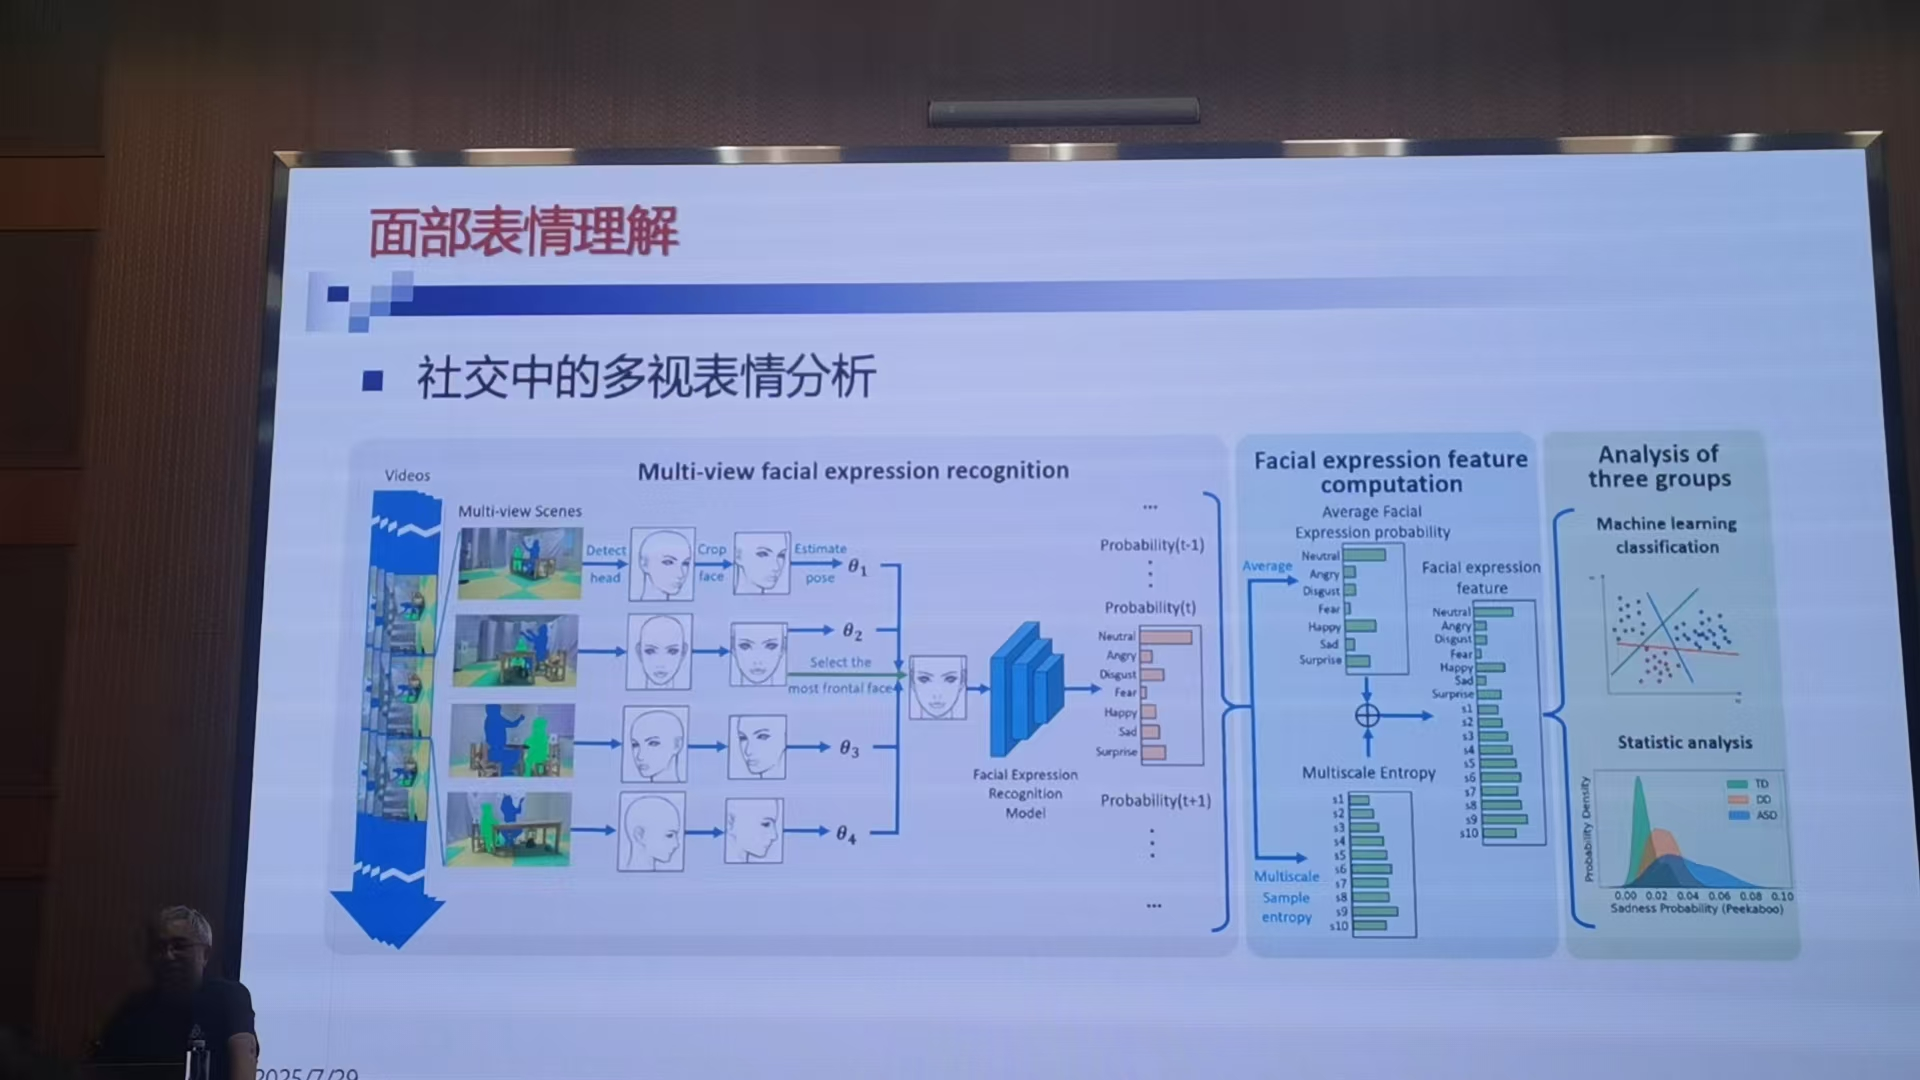 面部表情理解
社交中的多视表情分析
Multi-view facial expression recognition
Videos
Multi-view Scenes
Detect
head
Crop
face
Estimate
pose
θ1
θ2
Select the
most frontal face
θ3
θ4
Facial Expression
Recognition
Model
...
Probability(t-1)
Probability(t)
Neutral
Angry
Disgust
Fear
Happy
Sad
Surprise
Probability(t+1)
...
Facial expression feature
computation
Average Facial
Expression probability
Average
Neutral
Angry
Disgust
Fear
Happy
Sad
Surprise
Multiscale Entropy
s1
s2
s3
s4
s5
s6
s7
s8
s9
s10
Multiscale
Sample
entropy
Facial expression
feature
Neutral
Angry
Disgust
Fear
Happy
Sad
Surprise
s1
s2
s3
s4
s5
s6
s7
s8
s9
s10
Analysis of
three groups
Machine learning
classification
Statistic analysis
Probability Density
TD
DD
ASD
0.00 0.02 0.04 0.06 0.08 0.10
Sadness Probability (Peekaboo)
2025/7/29